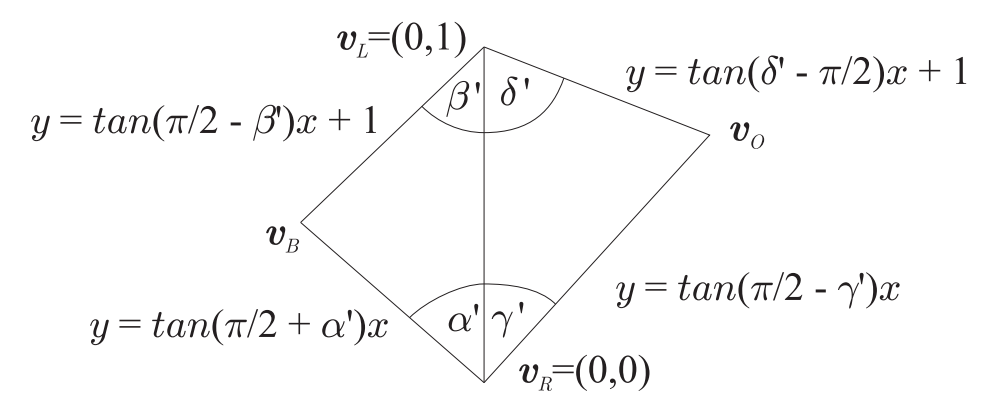 v_L=(0,1)
y = tan(δ' - π/2)x + 1
β' δ'
y = tan(π/2 - β')x + 1
v_O
v_B
y = tan(π/2 - γ')x
y = tan(π/2 + α')x
α' γ'
v_R=(0,0)